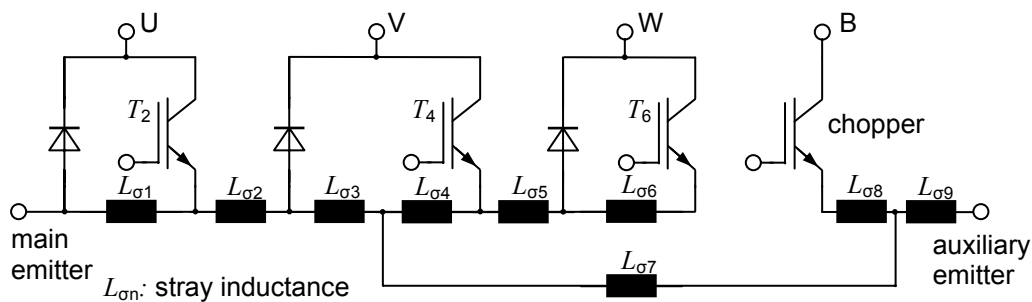 U
V
W
B
T2
T4
T6
chopper
Lσ1
Lσ2
Lσ3
Lσ4
Lσ5
Lσ6
Lσ8
Lσ9
main
emitter
auxiliary
emitter
Lσ7
Lσn: stray inductance